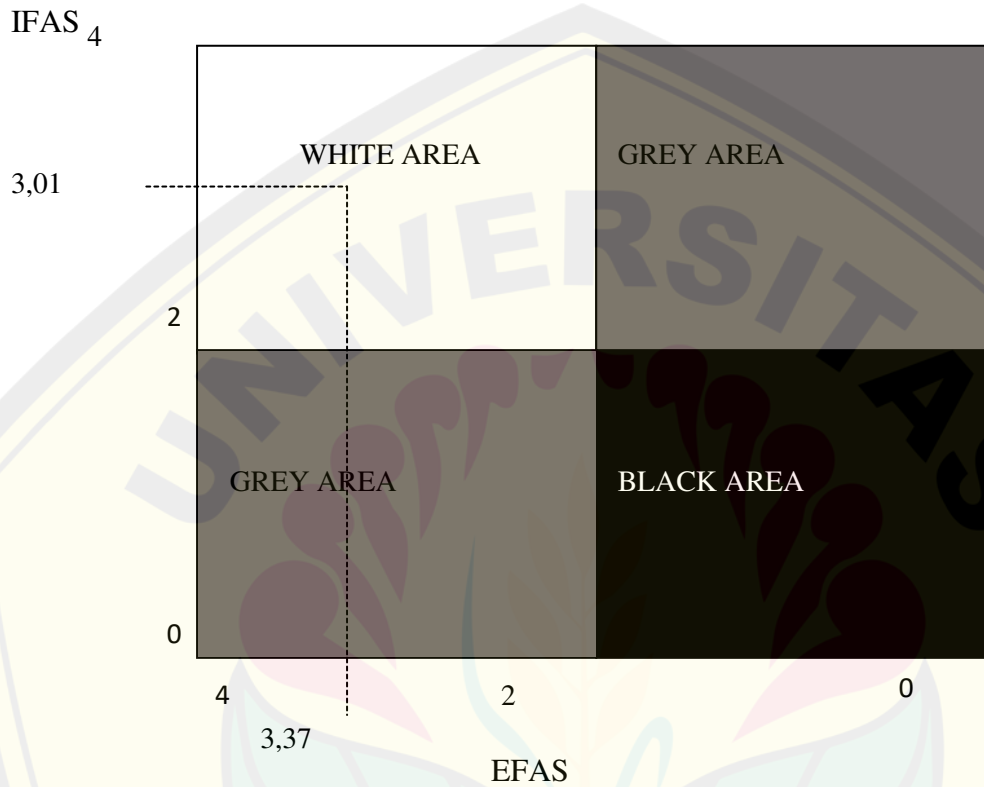 IFAS 4
WHITE AREA
GREY AREA
3,01
UNIVERSITAS
2
GREY AREA
BLACK AREA
0
4
2
0
3,37
EFAS